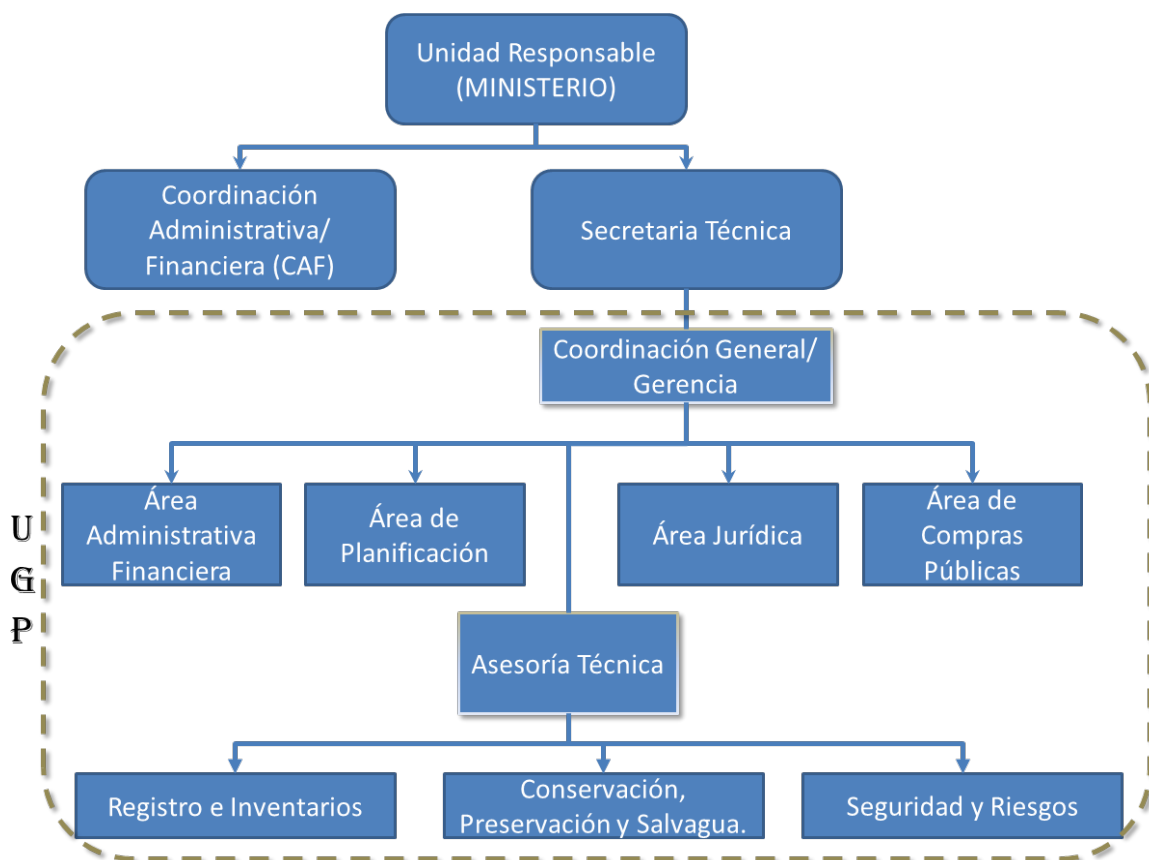 Unidad Responsable
(MINISTERIO)
Coordinación
Administrativa/
Financiera (CAF)
Secretaria Técnica
Coordinación General/
Gerencia
Área
Administrativa
Financiera
Área de
Planificación
Área Jurídica
Área de
Compras
Públicas
U
G
P
Asesoría Técnica
Registro e Inventarios
Conservación,
Preservación y Salvagua.
Seguridad y Riesgos